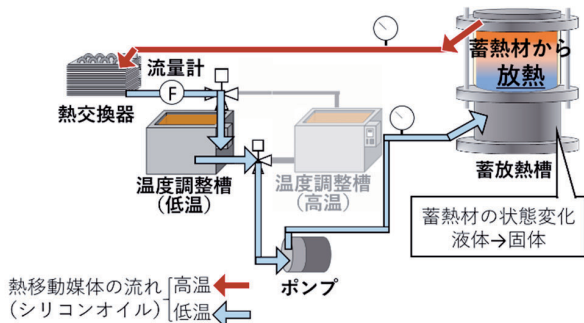 蓄熱材から
放熱
流量計
F
熱交換器
温度調整槽
(低温)
温度調整槽
(高温)
蓄放熱槽
蓄熱材の状態変化
液体→固体
ポンプ
熱移動媒体の流れ
(シリコンオイル)
高温
低温